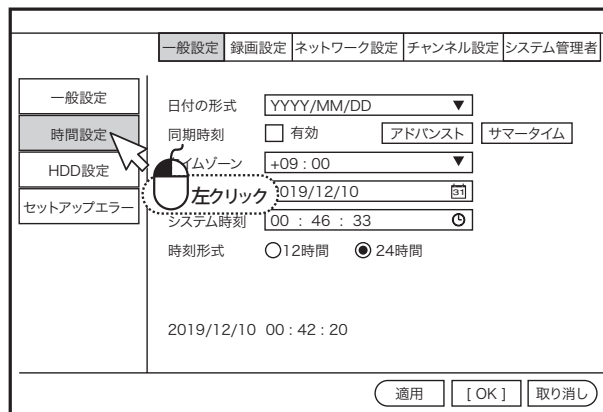 一般設定 録画設定 ネットワーク設定 チャンネル設定 システム管理者
一般設定
時間設定
HDD設定
セットアップエラー
日付の形式 YYYY/MM/DD ▼
同期時刻 有効 アドバンスト サマータイム
イムゾーン +09 : 00 ▼
左クリック
2019/12/10 31
システム時刻 00 : 46 : 33
時刻形式 12時間 24時間
2019/12/10 00 : 42 : 20
適用 [ OK ] 取り消し